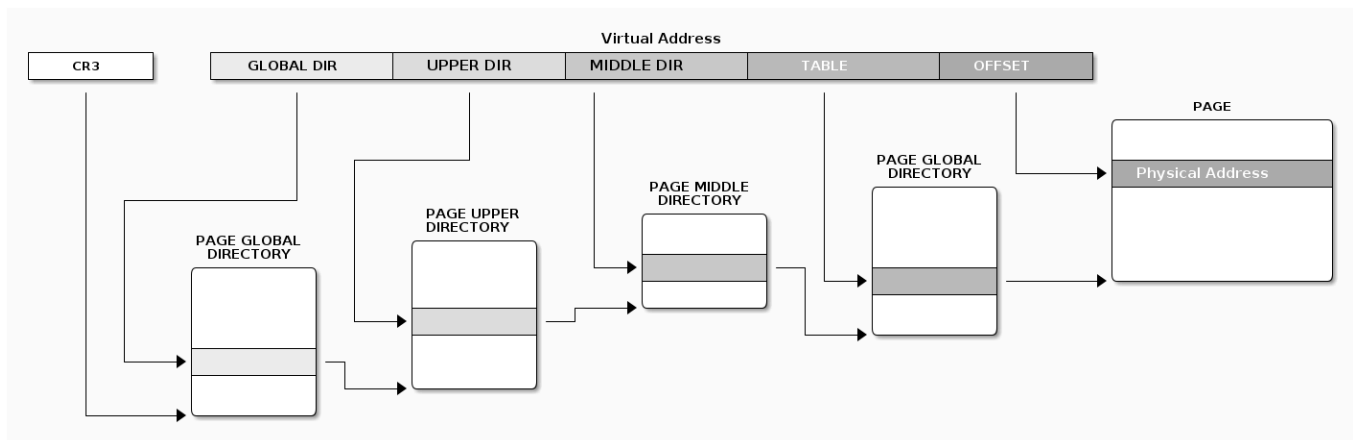 Virtual Address
CR3
GLOBAL DIR
UPPER DIR
MIDDLE DIR
TABLE
OFFSET
PAGE
Physical Address
PAGE GLOBAL
DIRECTORY
PAGE MIDDLE
DIRECTORY
PAGE UPPER
DIRECTORY
PAGE GLOBAL
DIRECTORY